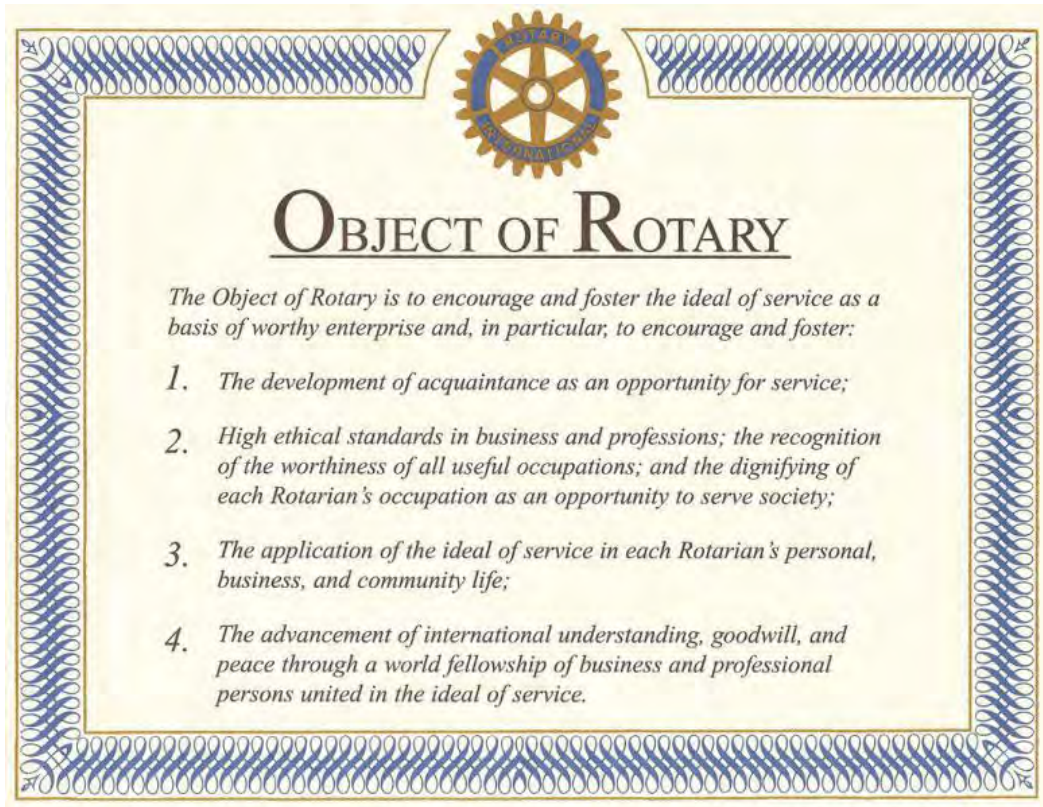 ROTARY
INTERNATIONAL
OBJECT OF ROTARY
The Object of Rotary is to encourage and foster the ideal of service as a
basis of worthy enterprise and, in particular, to encourage and foster:
1. The development of acquaintance as an opportunity for service;
2. High ethical standards in business and professions; the recognition
of the worthiness of all useful occupations; and the dignifying of
each Rotarian's occupation as an opportunity to serve society;
3. The application of the ideal of service in each Rotarian's personal,
business, and community life;
4. The advancement of international understanding, goodwill, and
peace through a world fellowship of business and professional
persons united in the ideal of service.